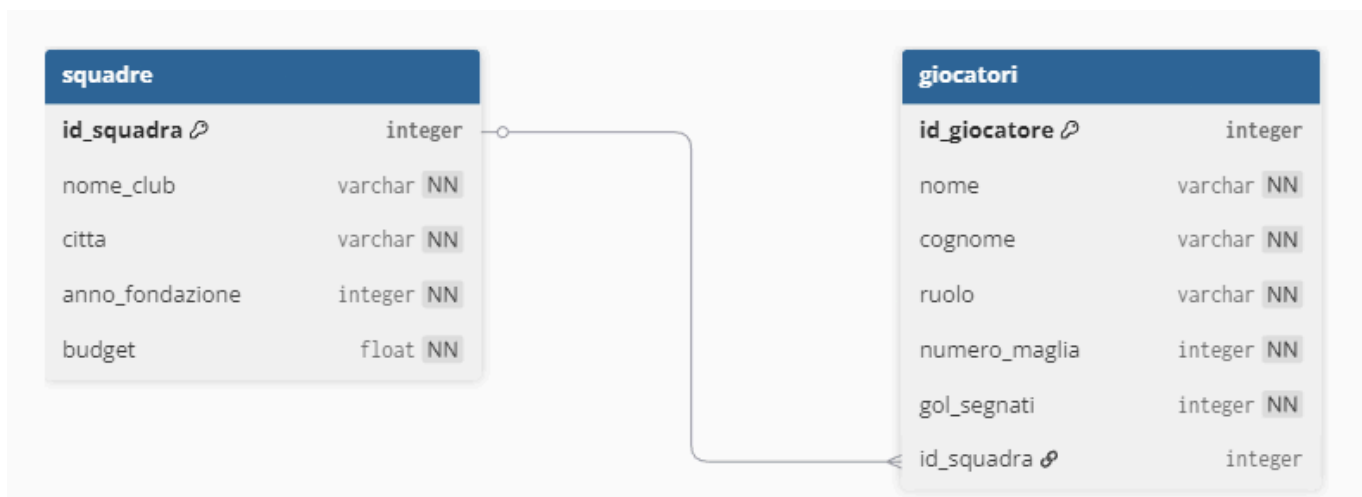 squadre
id_squadra integer
nome_club varchar NN
citta varchar NN
anno_fondazione integer NN
budget float NN
giocatori
id_giocatore integer
nome varchar NN
cognome varchar NN
ruolo varchar NN
numero_maglia integer NN
gol_segnati integer NN
id_squadra integer